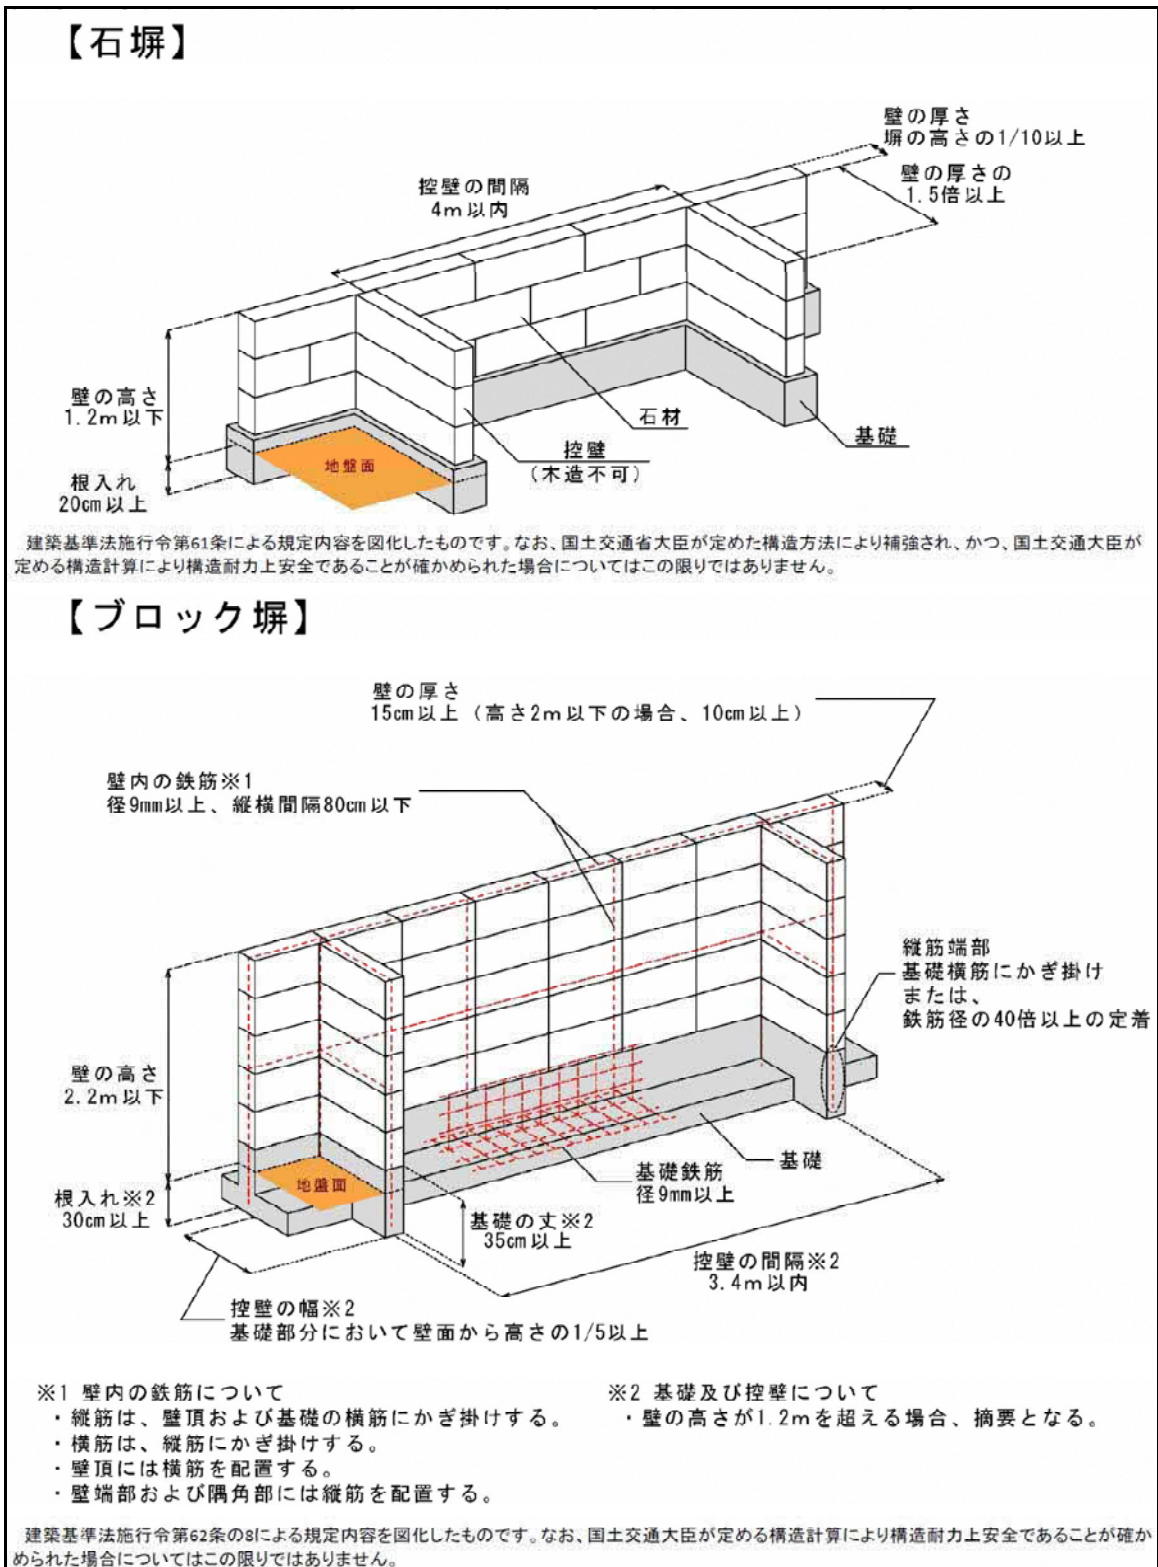 【石塀】
壁の厚さ
塀の高さの1/10以上
壁の厚さの
1.5倍以上
控壁の間隔
4m以内
壁の高さ
1.2m以下
根入れ
20cm以上
地盤面
控壁
(木造不可)
石材
基礎
建築基準法施行令第61条による規定内容を図化したものです。なお、国土交通省大臣が定めた構造方法により補強され、かつ、国土交通大臣が
定める構造計算により構造耐力上安全であることが確かめられた場合についてはこの限りではありません。
【ブロック塀】
壁の厚さ
15cm以上(高さ2m以下の場合、10cm以上)
壁内の鉄筋※1
径9mm以上、縦横間隔80cm以下
縦筋端部
基礎横筋にかぎ掛け
または、
鉄筋径の40倍以上の定着
壁の高さ
2.2m以下
根入れ※2
30cm以上
地盤面
基礎の丈※2
35cm以上
基礎鉄筋
径9mm以上
基礎
控壁の間隔※2
3.4m以内
控壁の幅※2
基礎部分において壁面から高さの1/5以上
※1 壁内の鉄筋について
・縦筋は、壁頂および基礎の横筋にかぎ掛けする。
・横筋は、縦筋にかぎ掛けする。
・壁頂には横筋を配置する。
・壁端部および隅角部には縦筋を配置する。
※2 基礎及び控壁について
・壁の高さが1.2mを超える場合、摘要となる。
建築基準法施行令第62条の8による規定内容を図化したものです。なお、国土交通大臣が定める構造計算により構造耐力上安全であることが確か
められた場合についてはこの限りではありません。